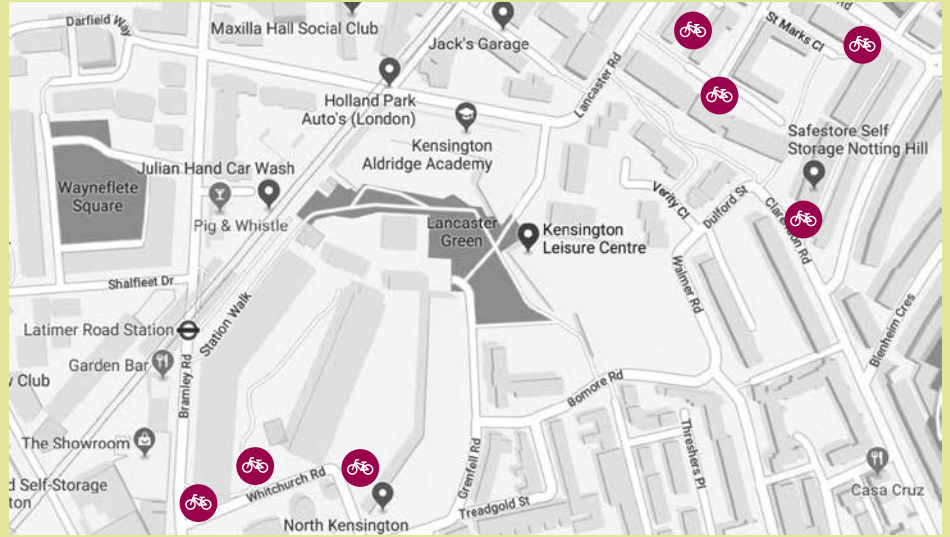 Darfield Way
Maxilla Hall Social Club
Jack's Garage
Lancaster Rd
St Marks Cl
Holland Park
Auto's (London)
Kensington
Aldridge Academy
Safestore Self
Storage Notting Hill
Julian Hand Car Wash
Wayneflete
Square
Pig & Whistle
Lancaster
Green
Kensington
Leisure Centre
Verity Cl
Dulford St
Rd
Walmer Rd
Shalfleet Dr
Station Walk
Latimer Road Station
Blenheim Cres
Garden Bar
Bramley Rd
Club
Bomore Rd
The Showroom
Grenfell Rd
Threshers Pl
Whitchurch Rd
Self-Storage
Treadgold St
Casa Cruz
North Kensington